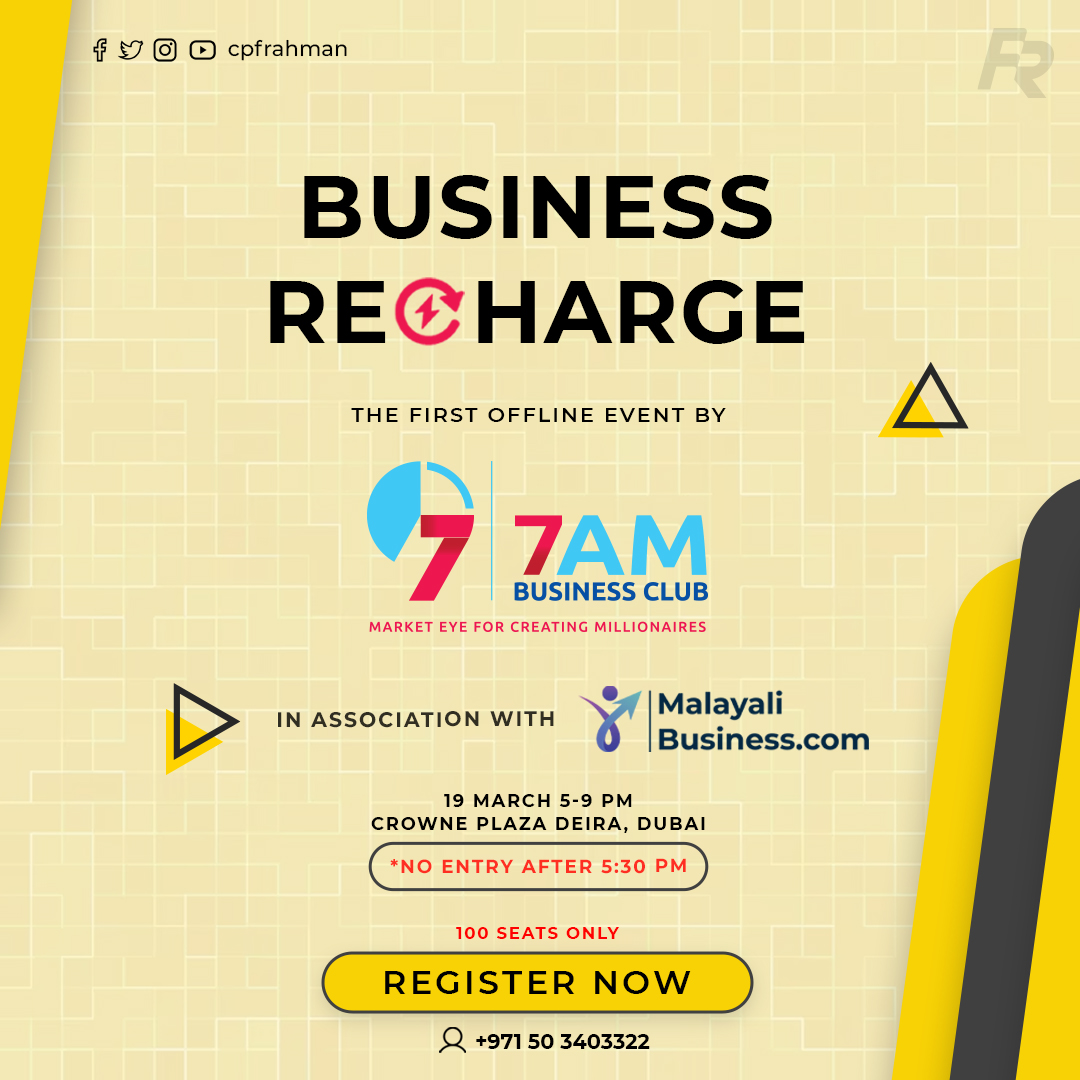 cpfrahman
FR
BUSINESS
RECHARGE
THE FIRST OFFLINE EVENT BY
7
7AM
BUSINESS CLUB
MARKET EYE FOR CREATING MILLIONAIRES
IN ASSOCIATION WITH
Malayali
Business.com
19 MARCH 5-9 PM
CROWNE PLAZA DEIRA, DUBAI
*NO ENTRY AFTER 5:30 PM
100 SEATS ONLY
REGISTER NOW
+971 50 3403322